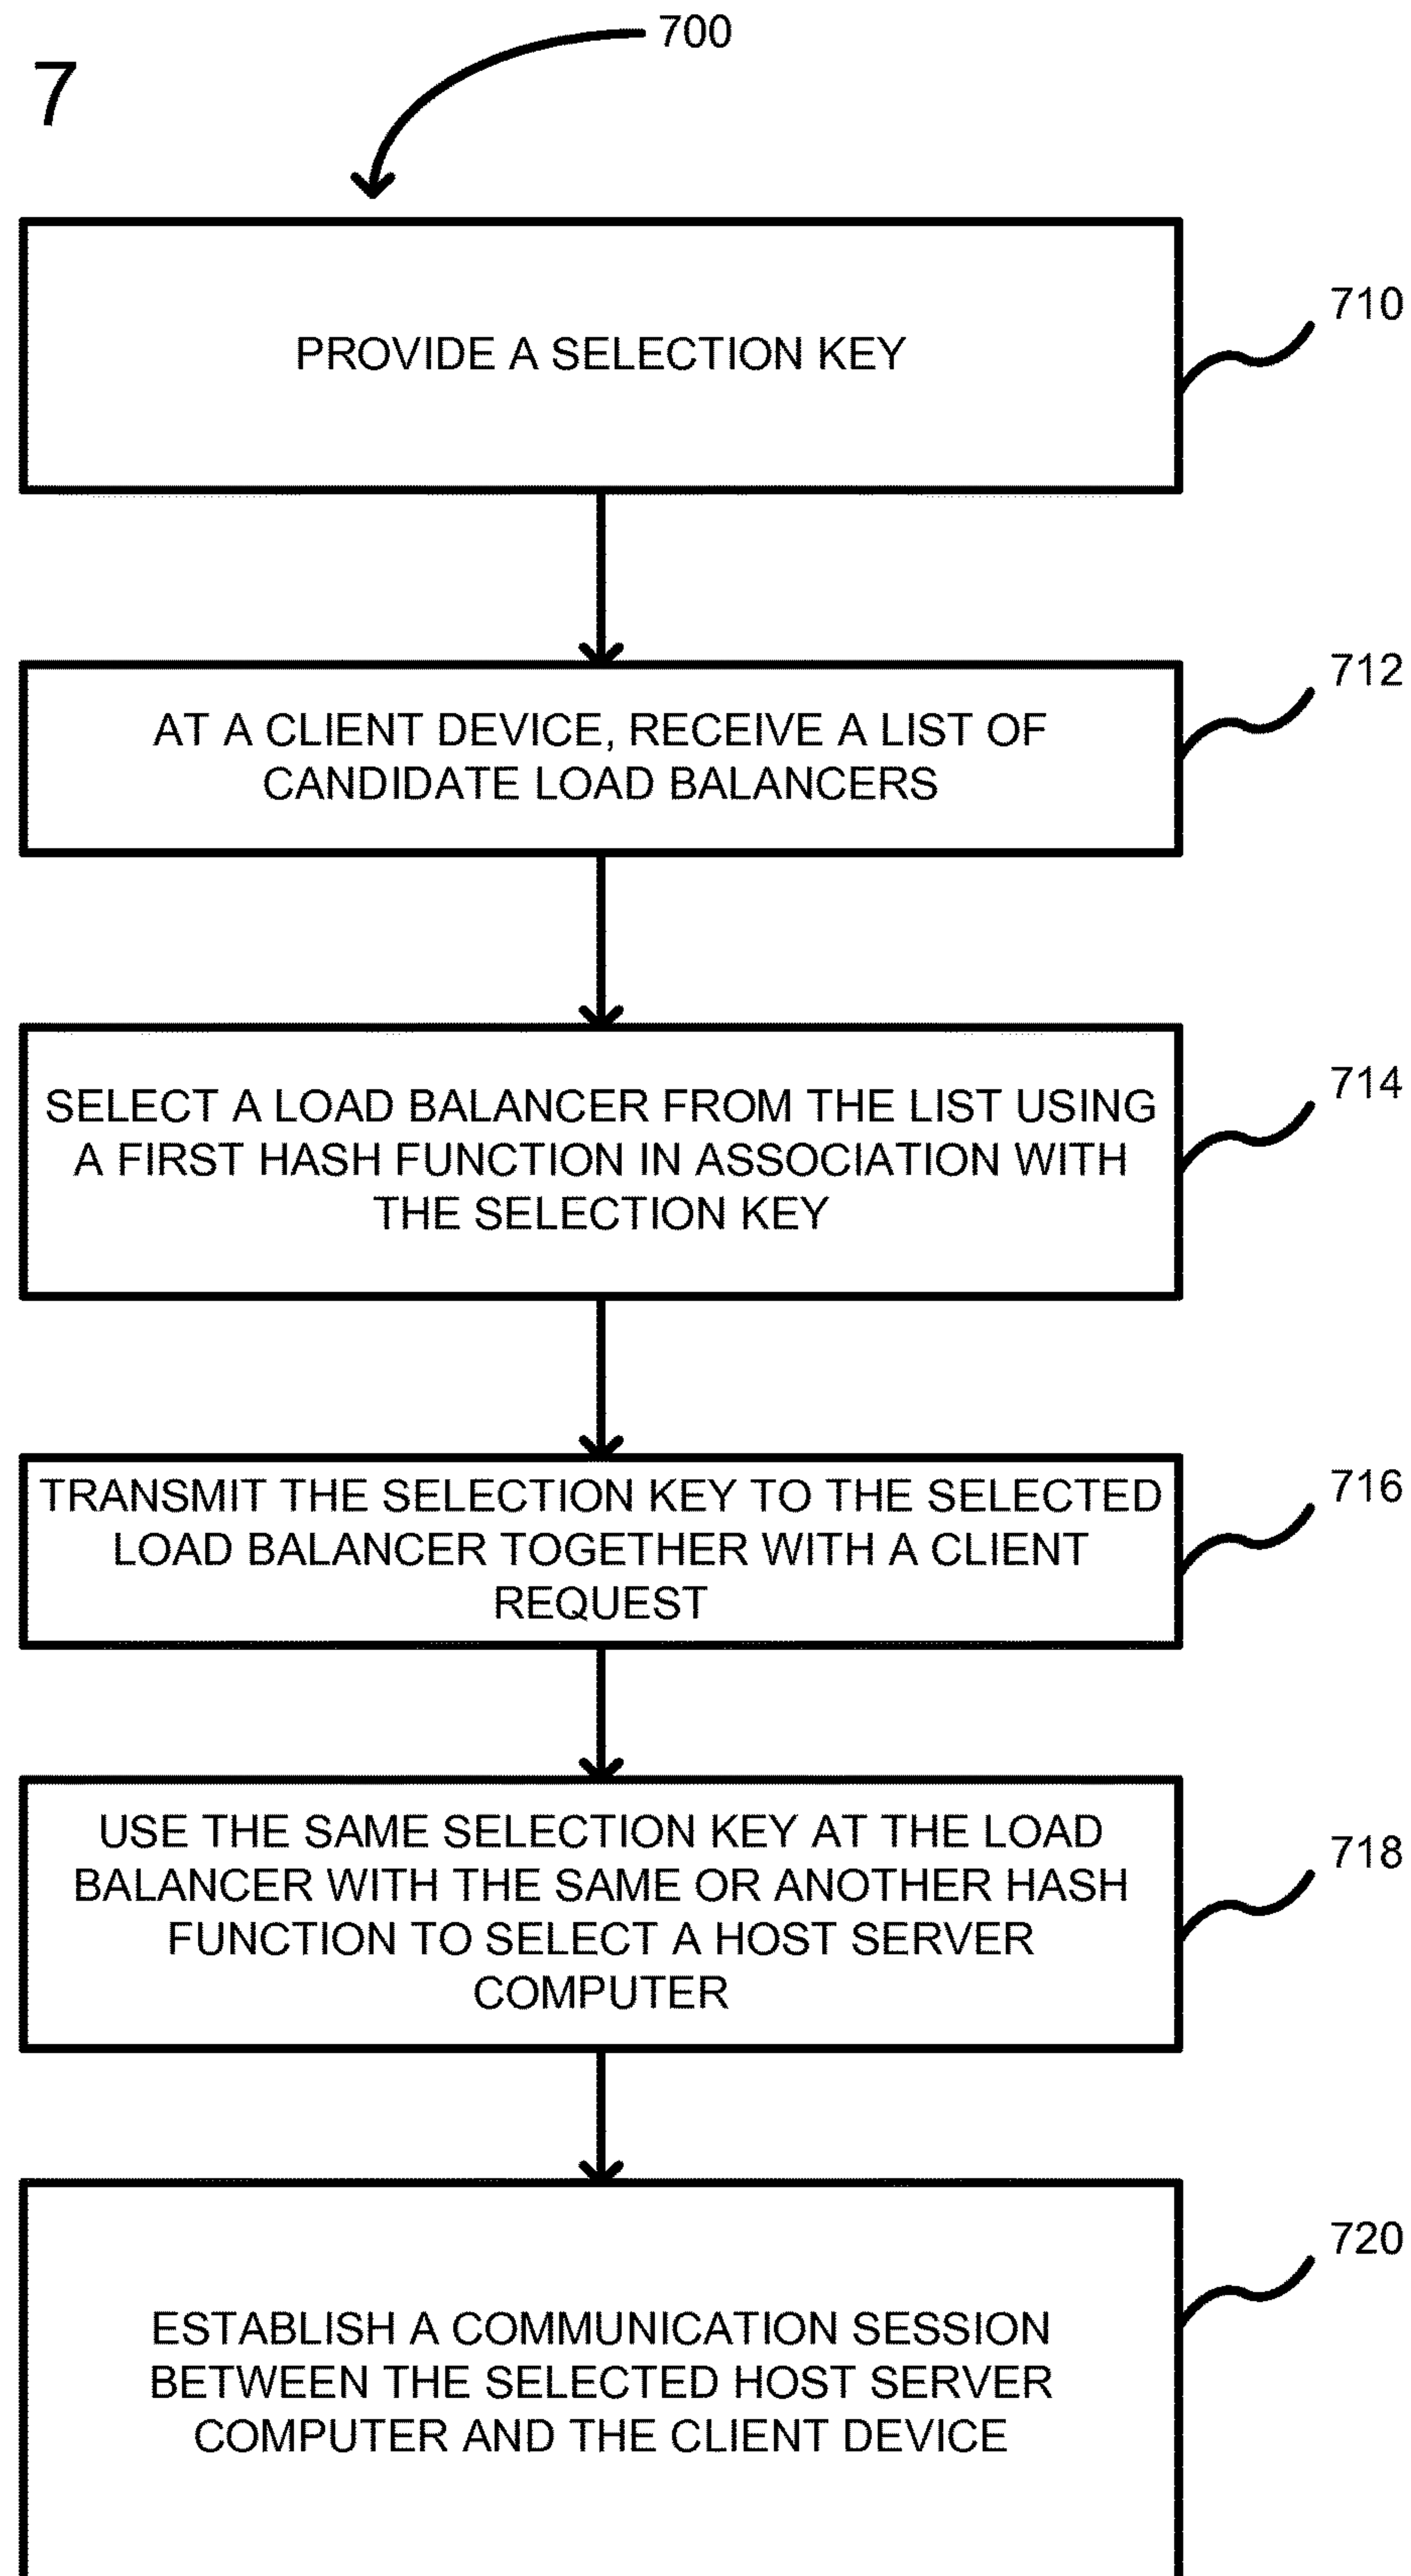 700
7
PROVIDE A SELECTION KEY
710
AT A CLIENT DEVICE, RECEIVE A LIST OF
CANDIDATE LOAD BALANCERS
712
SELECT A LOAD BALANCER FROM THE LIST USING
A FIRST HASH FUNCTION IN ASSOCIATION WITH
THE SELECTION KEY
714
TRANSMIT THE SELECTION KEY TO THE SELECTED
LOAD BALANCER TOGETHER WITH A CLIENT
REQUEST
716
USE THE SAME SELECTION KEY AT THE LOAD
BALANCER WITH THE SAME OR ANOTHER HASH
FUNCTION TO SELECT A HOST SERVER
COMPUTER
718
ESTABLISH A COMMUNICATION SESSION
BETWEEN THE SELECTED HOST SERVER
COMPUTER AND THE CLIENT DEVICE
720